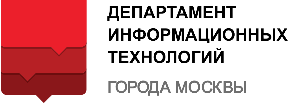 ДЕПАРТАМЕНТ
ИНФОРМАЦИОННЫХ
ТЕХНОЛОГИЙ
ГОРОДА МОСКВЫ